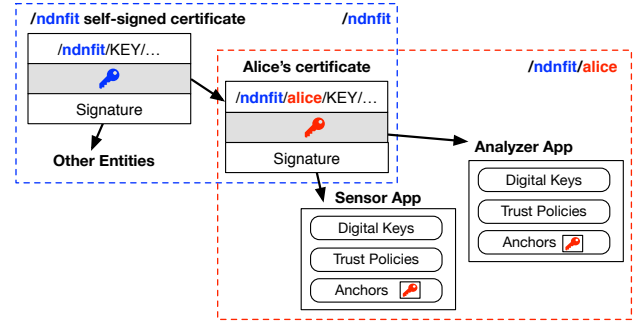 /ndnfit self-signed certificate
/ndnfit
/ndnfit/KEY/…
Signature
Other Entities
Alice's certificate
/ndnfit/alice
/ndnfit/alice/KEY/…
Signature
Analyzer App
Digital Keys
Trust Policies
Anchors
Sensor App
Digital Keys
Trust Policies
Anchors